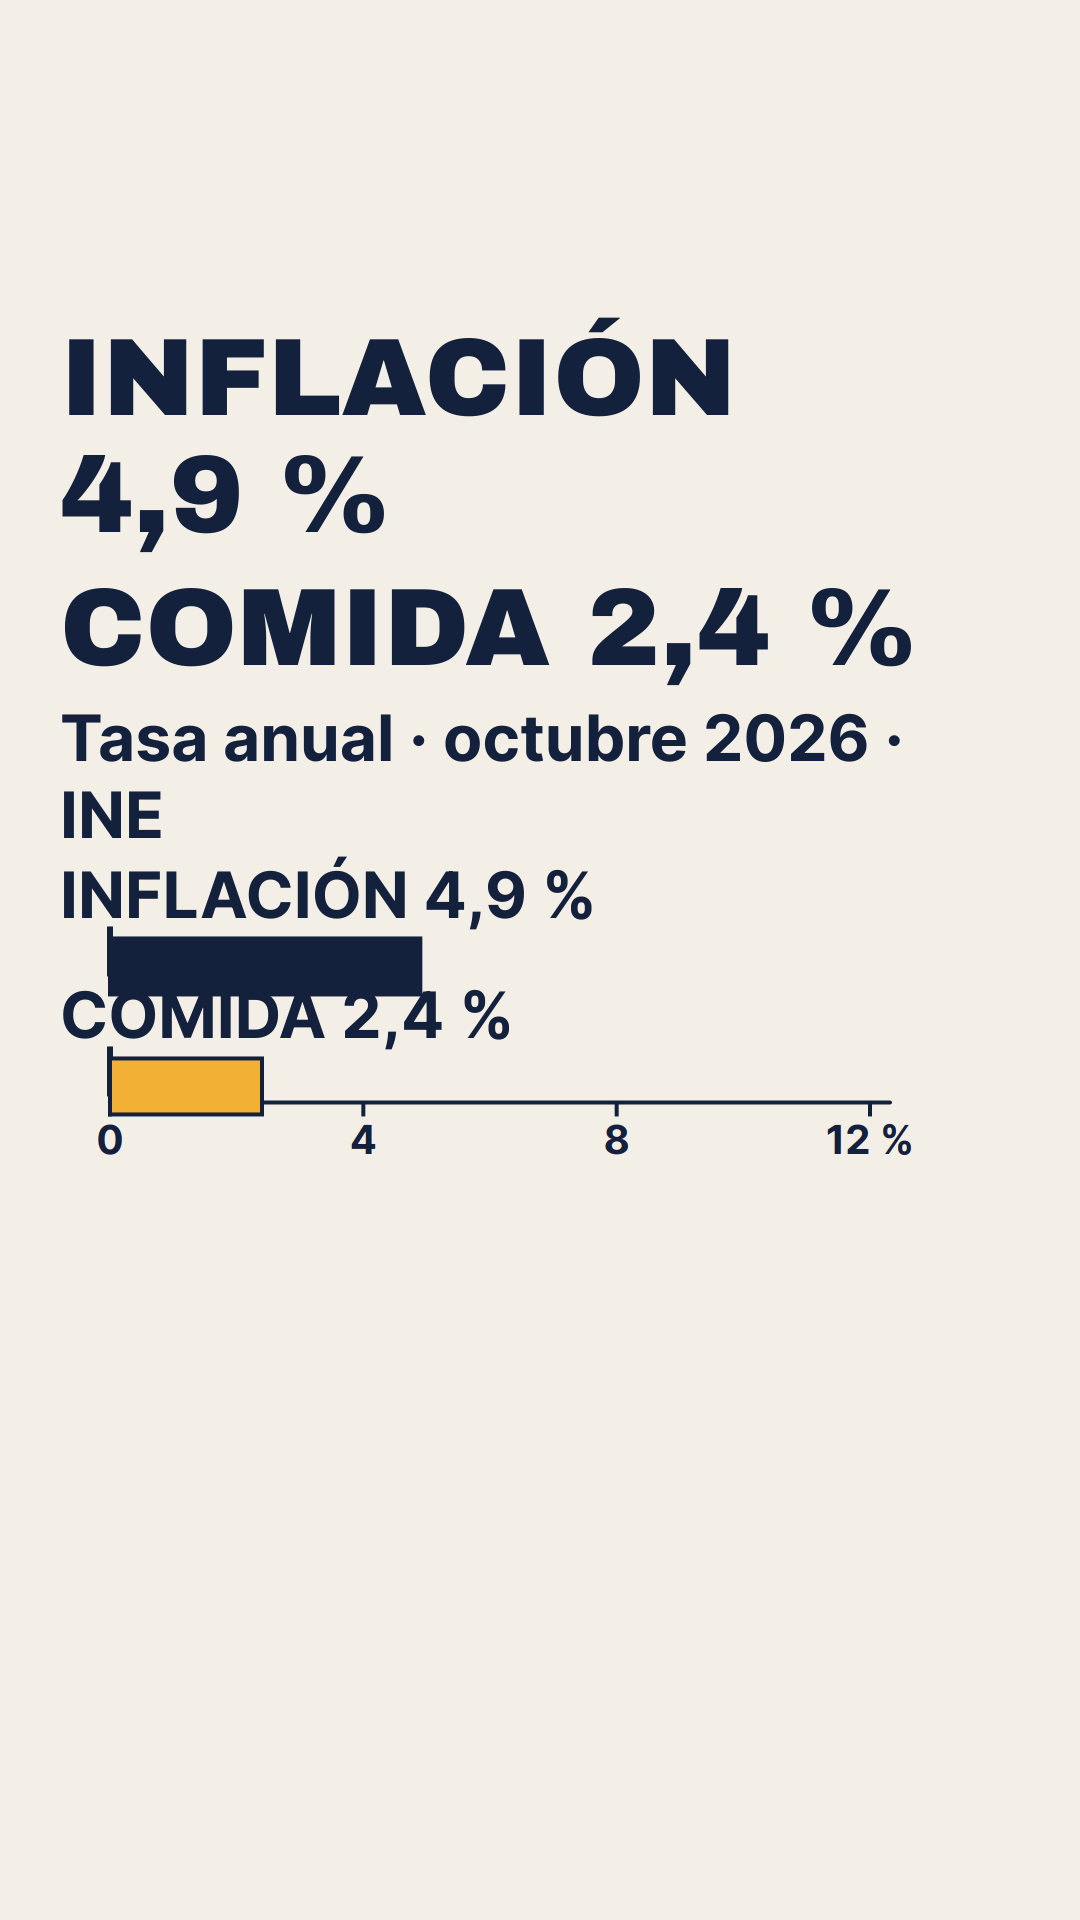 INFLACIÓN
4,9 %
COMIDA 2,4 %
Tasa anual · octubre 2026 ·
INE
INFLACIÓN 4,9 %
COMIDA 2,4 %
0 4 8 12 %